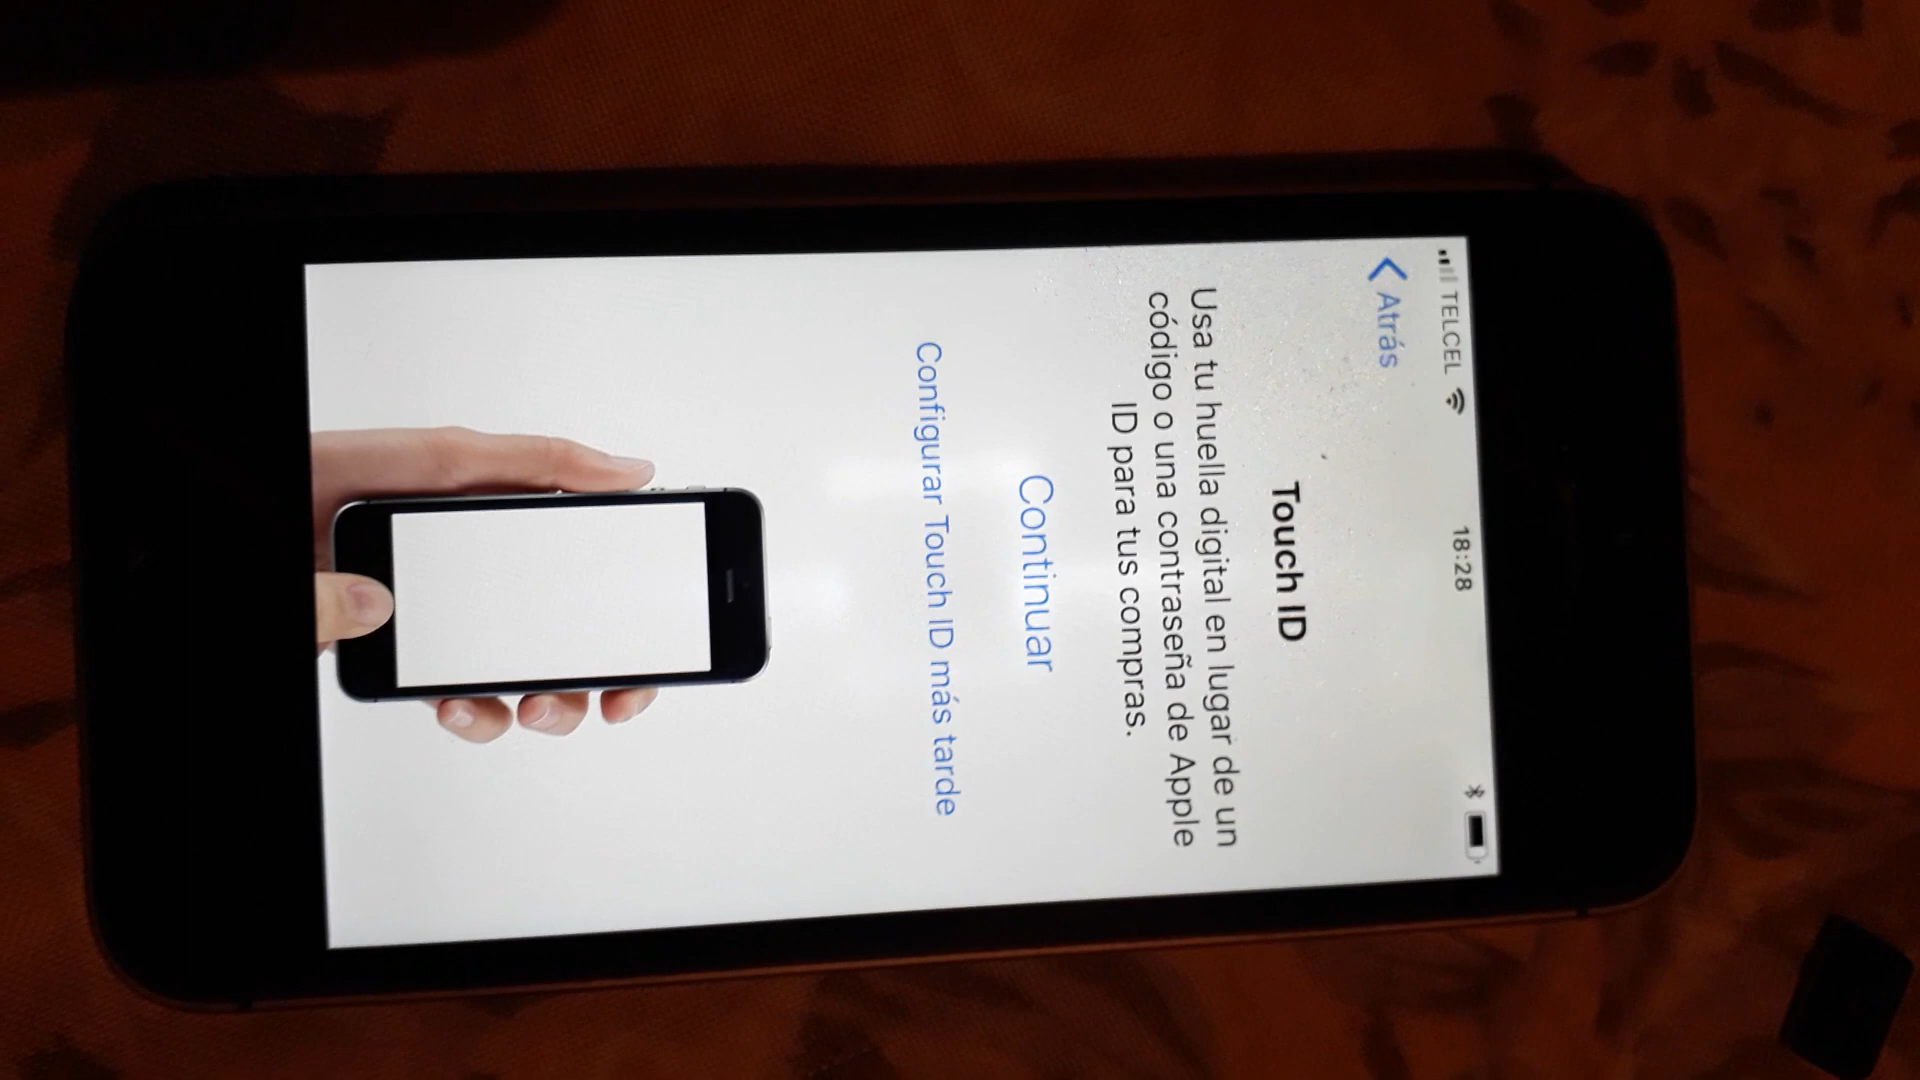 TELCEL 18:28
Atrás
Touch ID
Usa tu huella digital en lugar de un
código o una contraseña de Apple
ID para tus compras.
Continuar
Configurar Touch ID más tarde